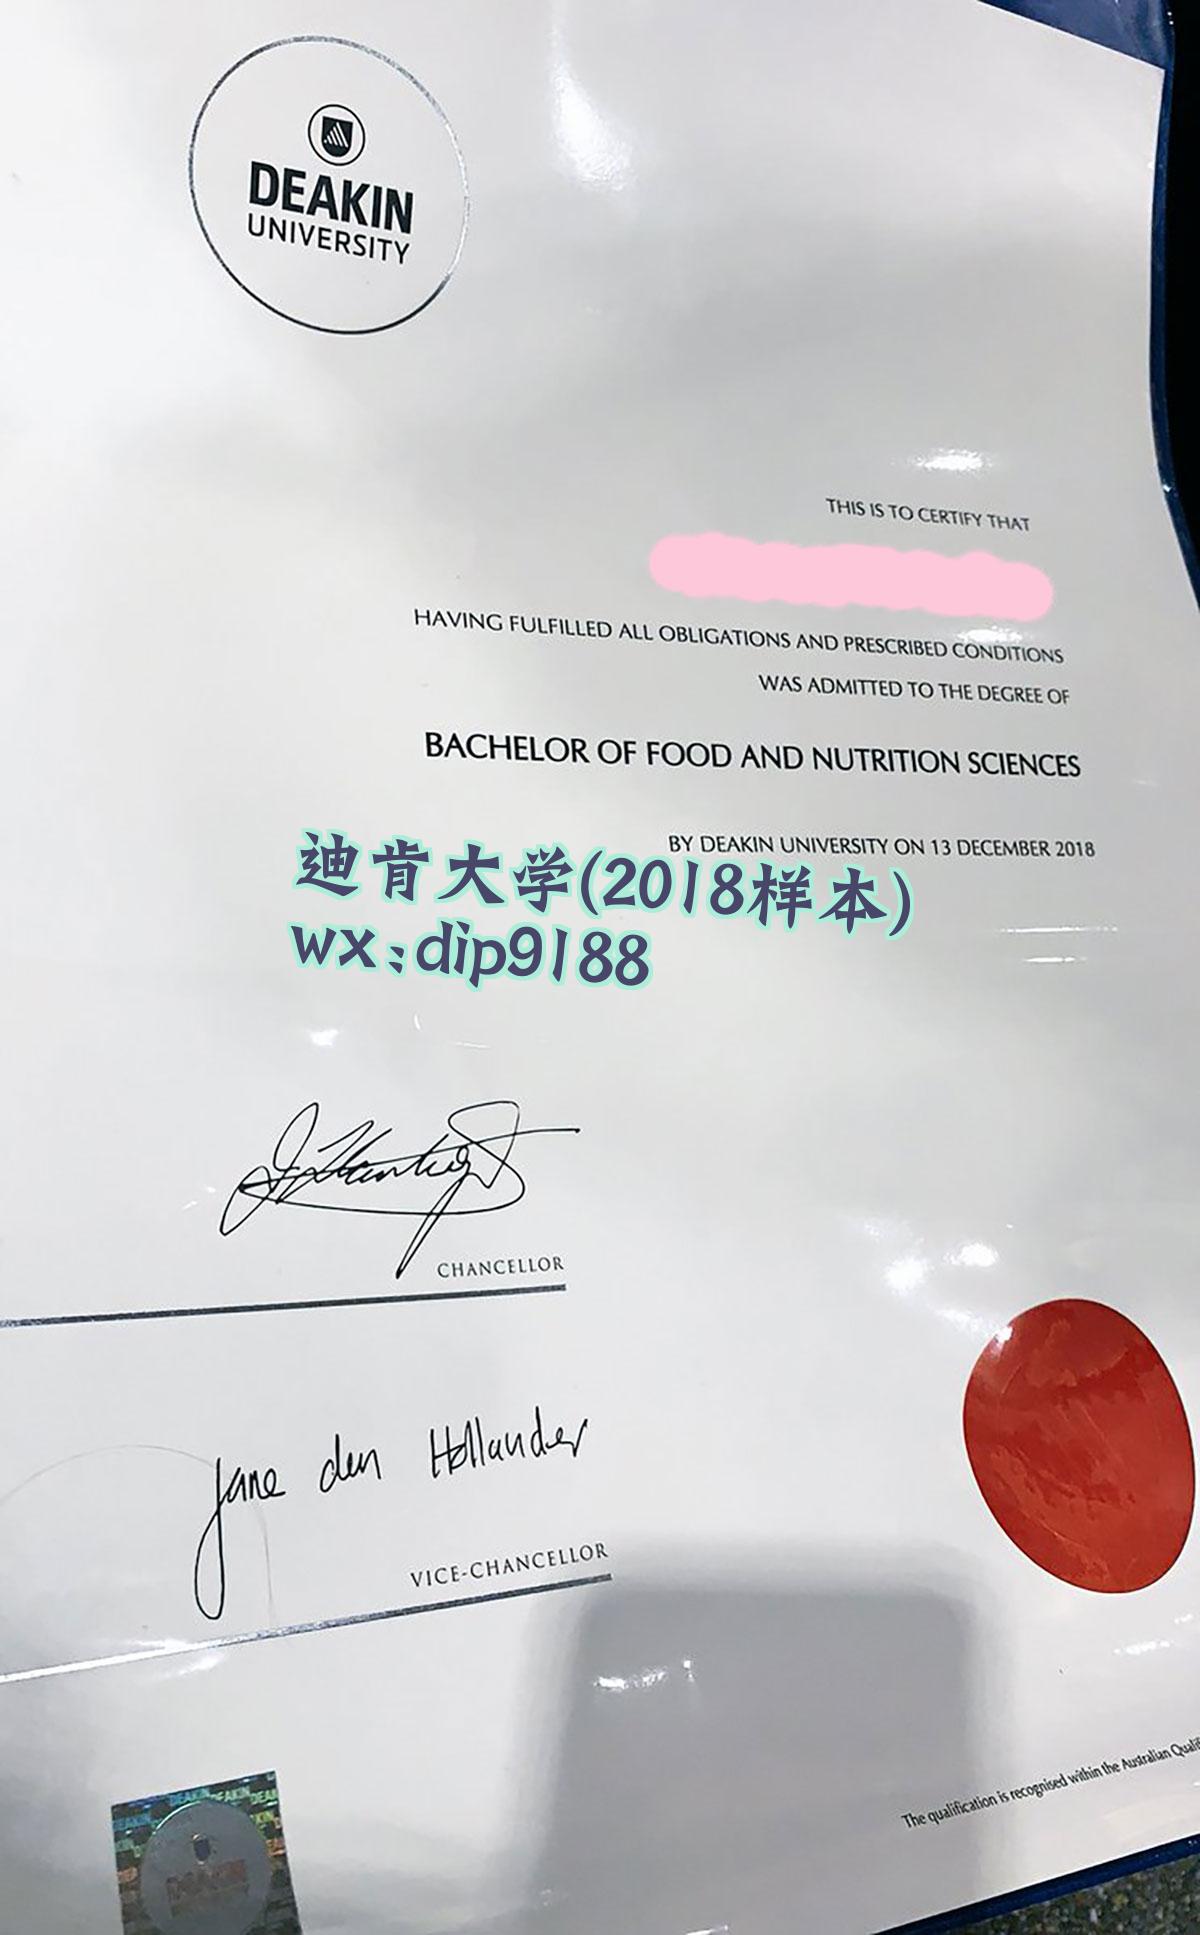 DEAKIN
UNIVERSITY
THIS IS TO CERTIFY THAT
HAVING FULFILLED ALL OBLIGATIONS AND PRESCRIBED CONDITIONS
WAS ADMITTED TO THE DEGREE OF
BACHELOR OF FOOD AND NUTRITION SCIENCES
BY DEAKIN UNIVERSITY ON 13 DECEMBER 2018
迪肯大学(2018样本)
wx:dip9188
CHANCELLOR
Jane den Hollander
VICE-CHANCELLOR
DEAKIN DEAKIN
The qualification is recognised within the Australian